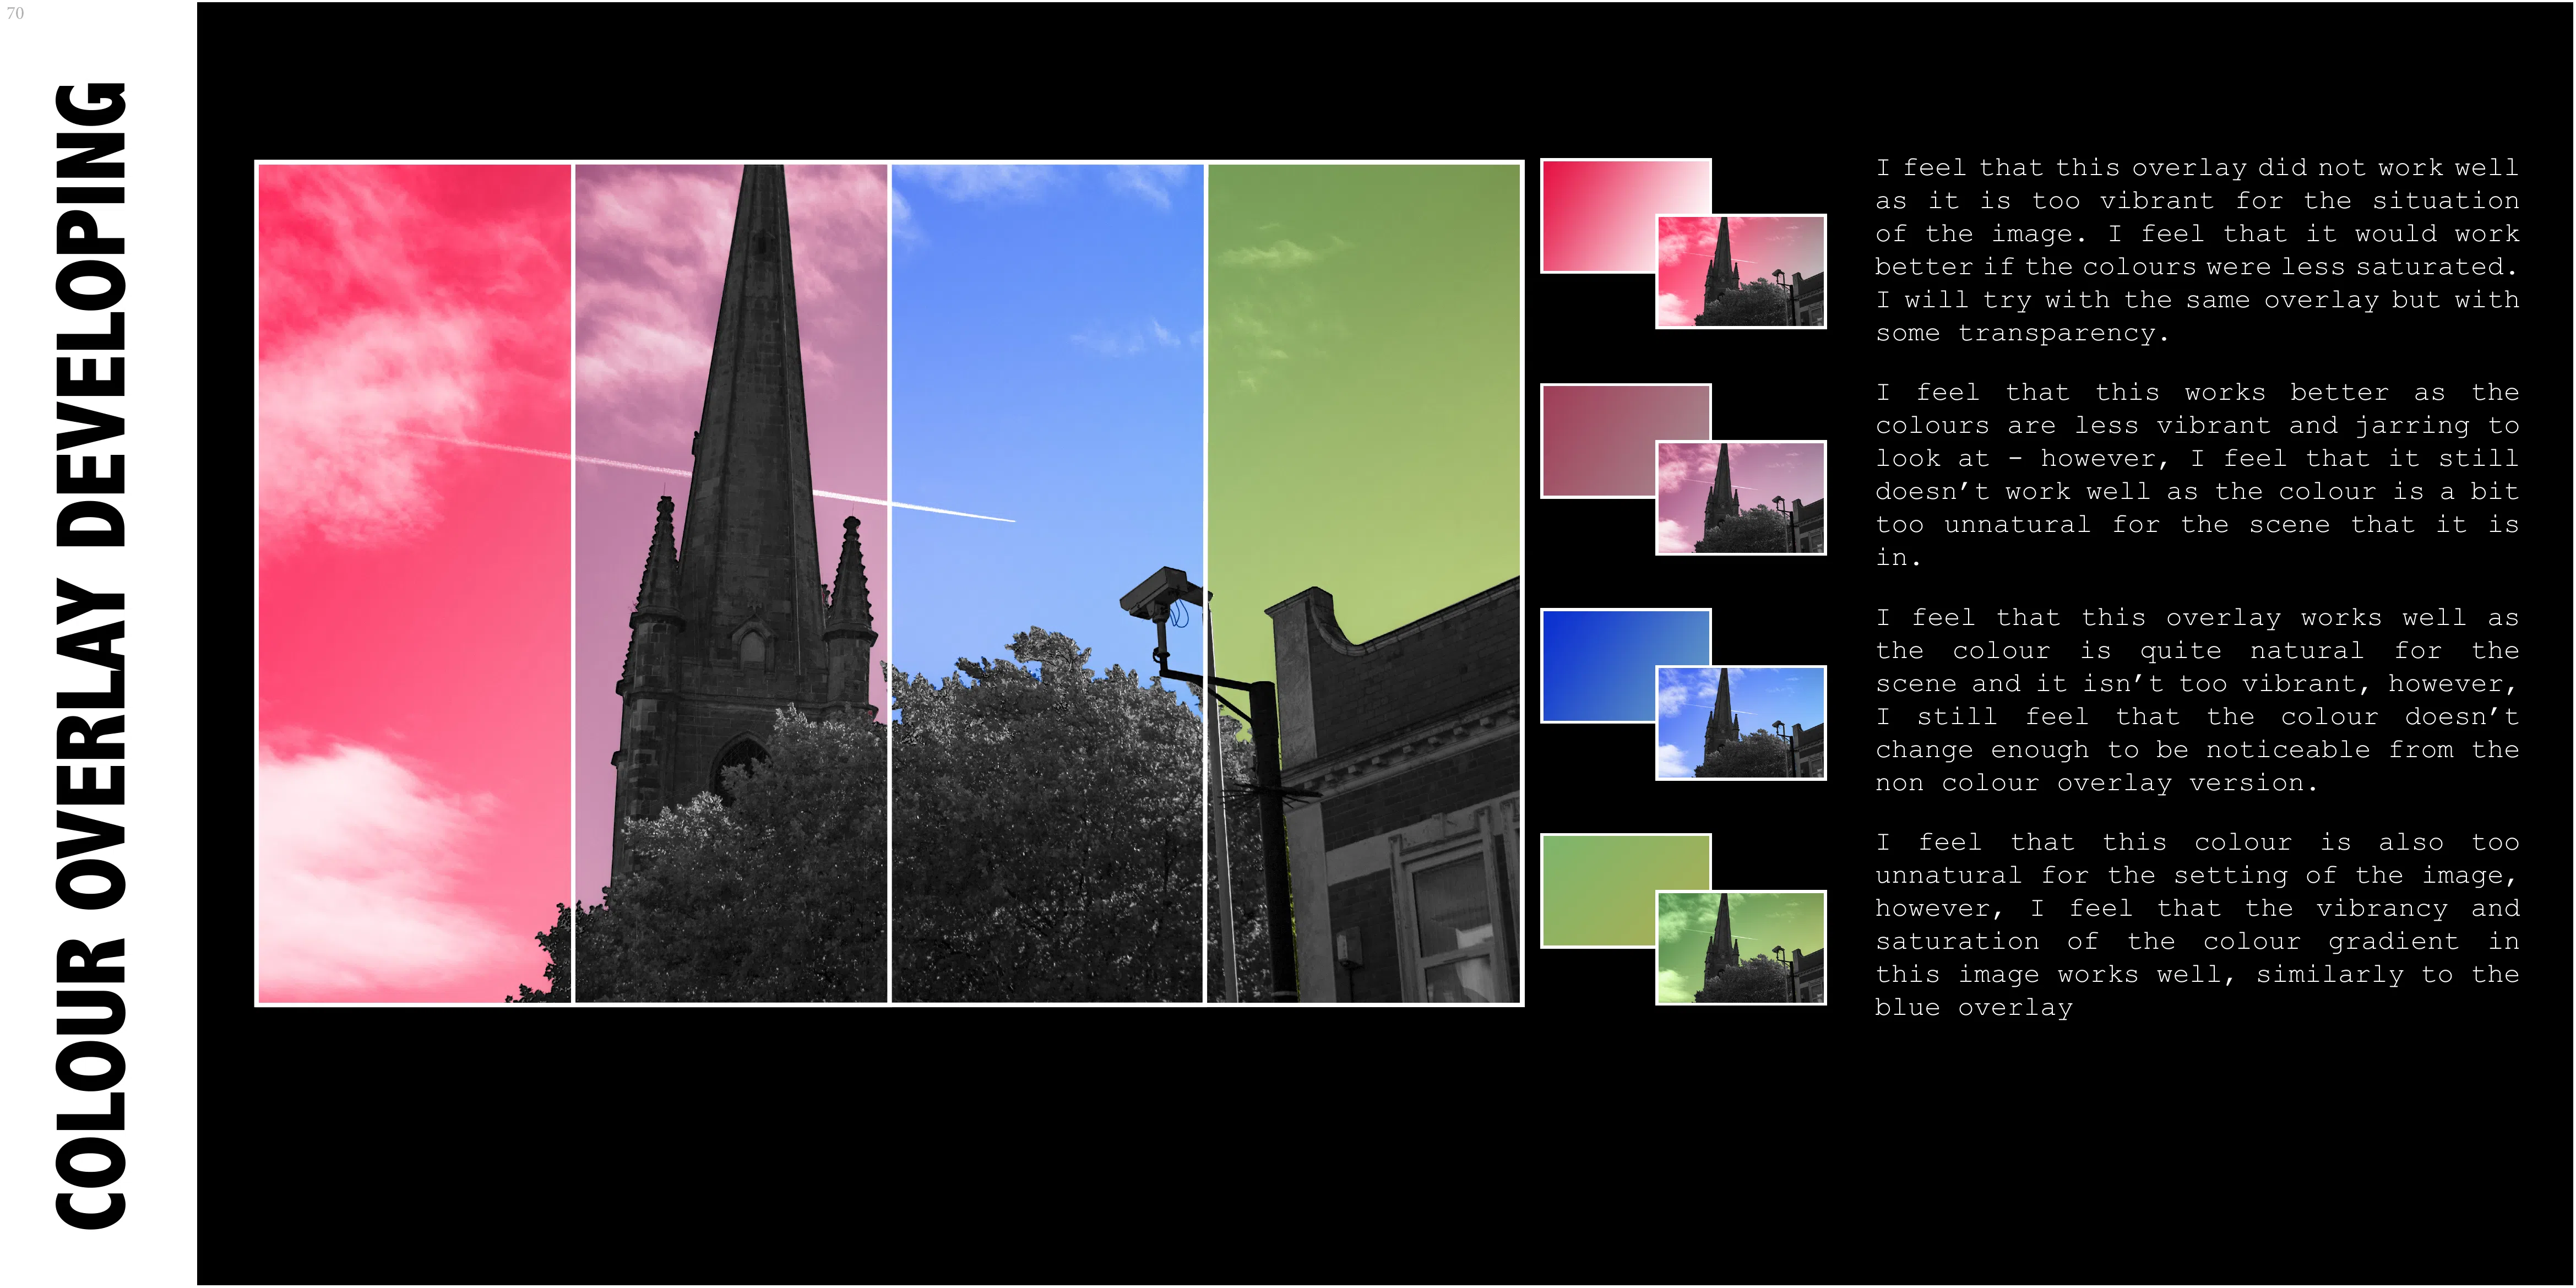 70
COLOUR OVERLAY DEVELOPING
I feel that this overlay did not work well
as it is too vibrant for the situation
of the image. I feel that it would work
better if the colours were less saturated.
I will try with the same overlay but with
some transparency.
I feel that this works better as the
colours are less vibrant and jarring to
look at - however, I feel that it still
doesn’t work well as the colour is a bit
too unnatural for the scene that it is
in.
I feel that this overlay works well as
the colour is quite natural for the
scene and it isn’t too vibrant, however,
I still feel that the colour doesn’t
change enough to be noticeable from the
non colour overlay version.
I feel that this colour is also too
unnatural for the setting of the image,
however, I feel that the vibrancy and
saturation of the colour gradient in
this image works well, similarly to the
blue overlay